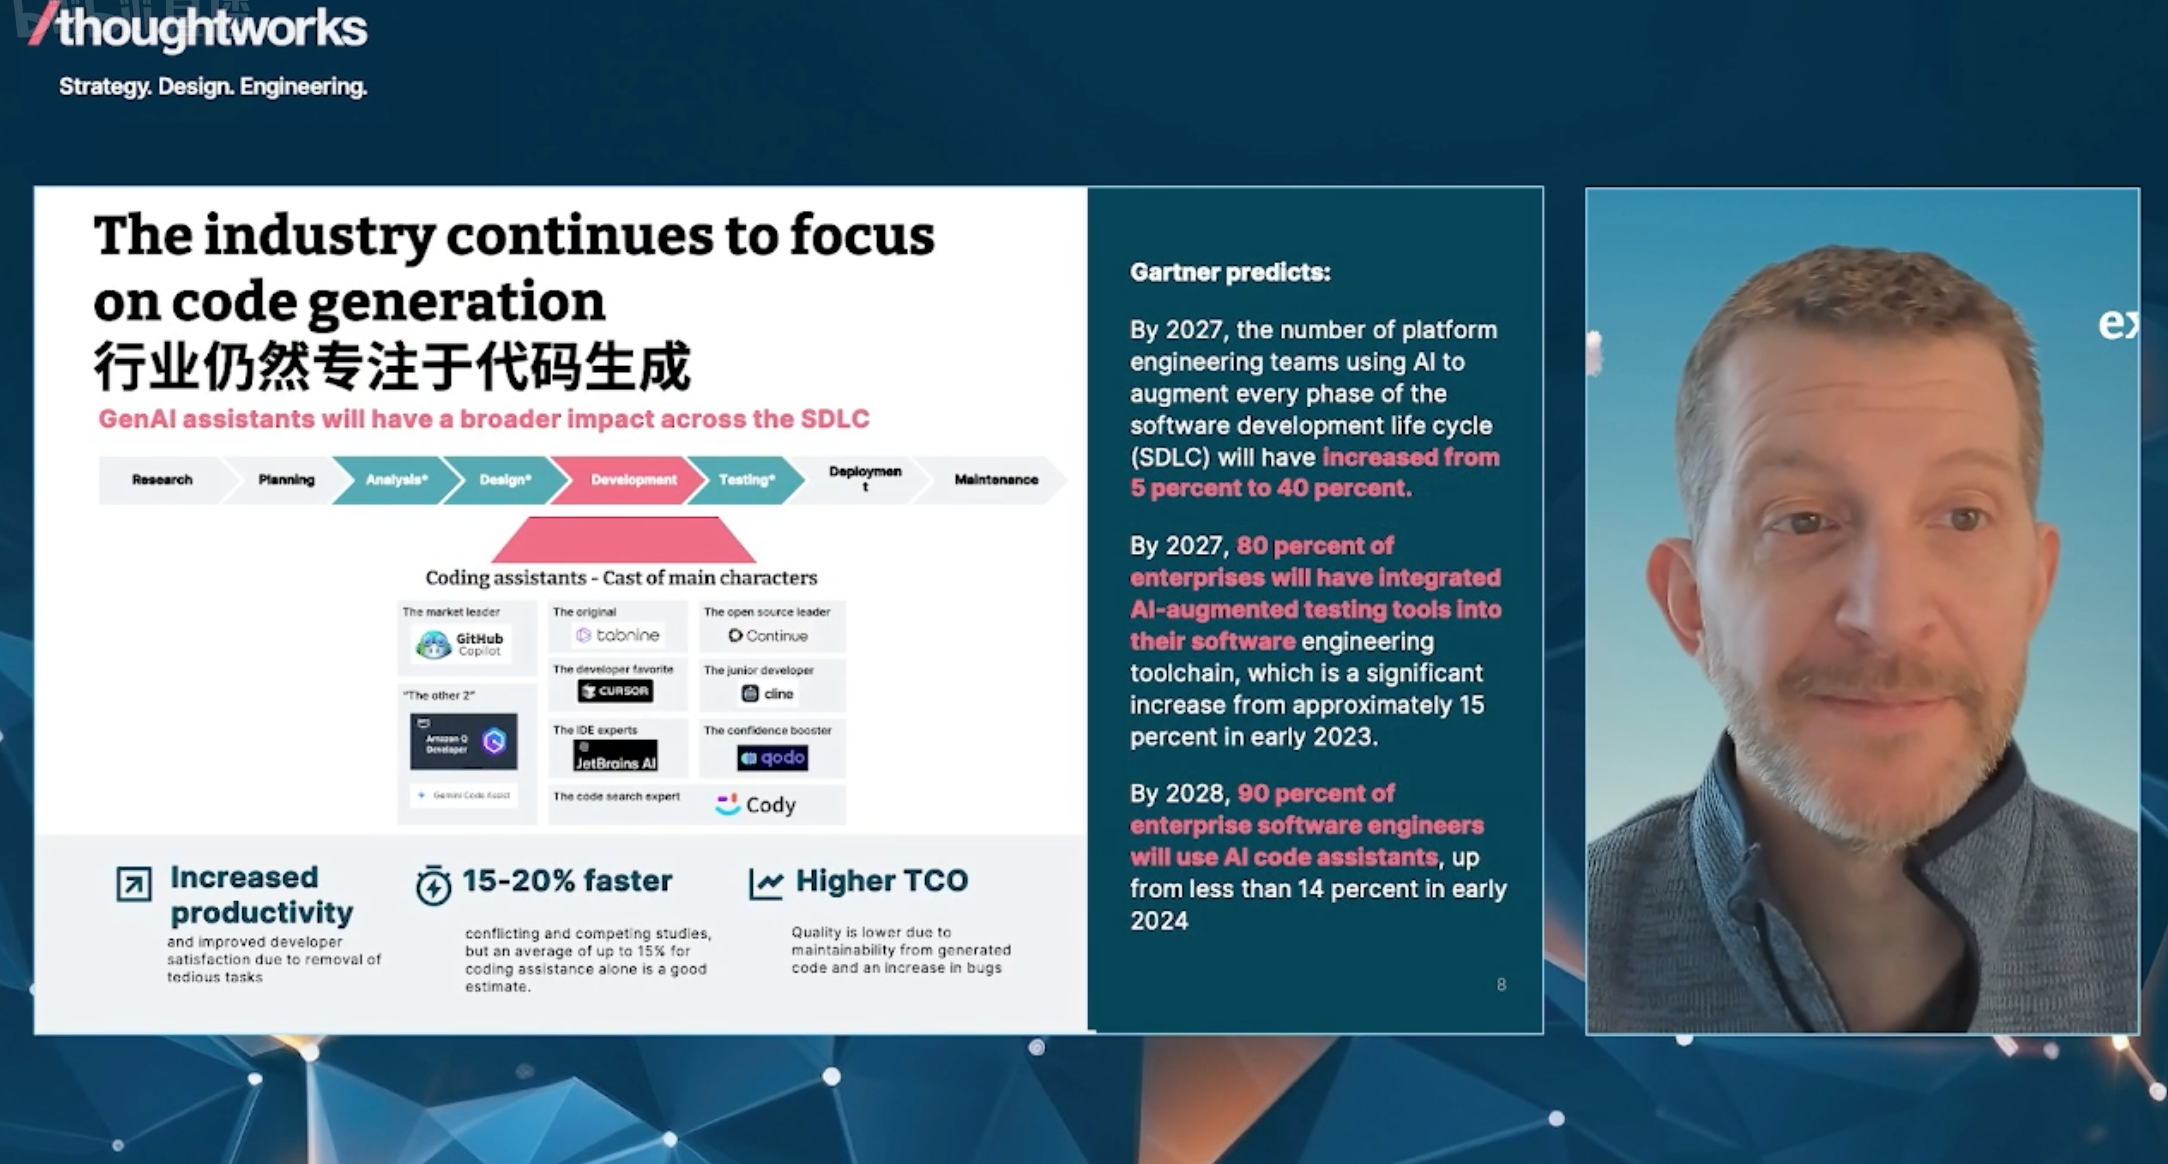 /thoughtworks
Strategy. Design. Engineering.
The industry continues to focus
on code generation
行业仍然专注于代码生成
GenAI assistants will have a broader impact across the SDLC
Research
Planning
Analysis*
Design*
Development
Testing*
Deploymen
t
Maintenance
Coding assistants - Cast of main characters
The market leader
GitHub
Copilot
"The other 2"
Amazon Q
Developer
Gemini Code Assist
The original
tabnine
The developer favorite
CURSOR
The IDE experts
JetBrains AI
The code search expert
Cody
The open source leader
Continue
The junior developer
cline
The confidence booster
qodo
Increased
productivity
and improved developer
satisfaction due to removal of
tedious tasks
15-20% faster
conflicting and competing studies,
but an average of up to 15% for
coding assistance alone is a good
estimate.
Higher TCO
Quality is lower due to
maintainability from generated
code and an increase in bugs
Gartner predicts:
By 2027, the number of platform
engineering teams using AI to
augment every phase of the
software development life cycle
(SDLC) will have increased from
5 percent to 40 percent.
By 2027, 80 percent of
enterprises will have integrated
AI-augmented testing tools into
their software engineering
toolchain, which is a significant
increase from approximately 15
percent in early 2023.
By 2028, 90 percent of
enterprise software engineers
will use AI code assistants, up
from less than 14 percent in early
2024
8
ex